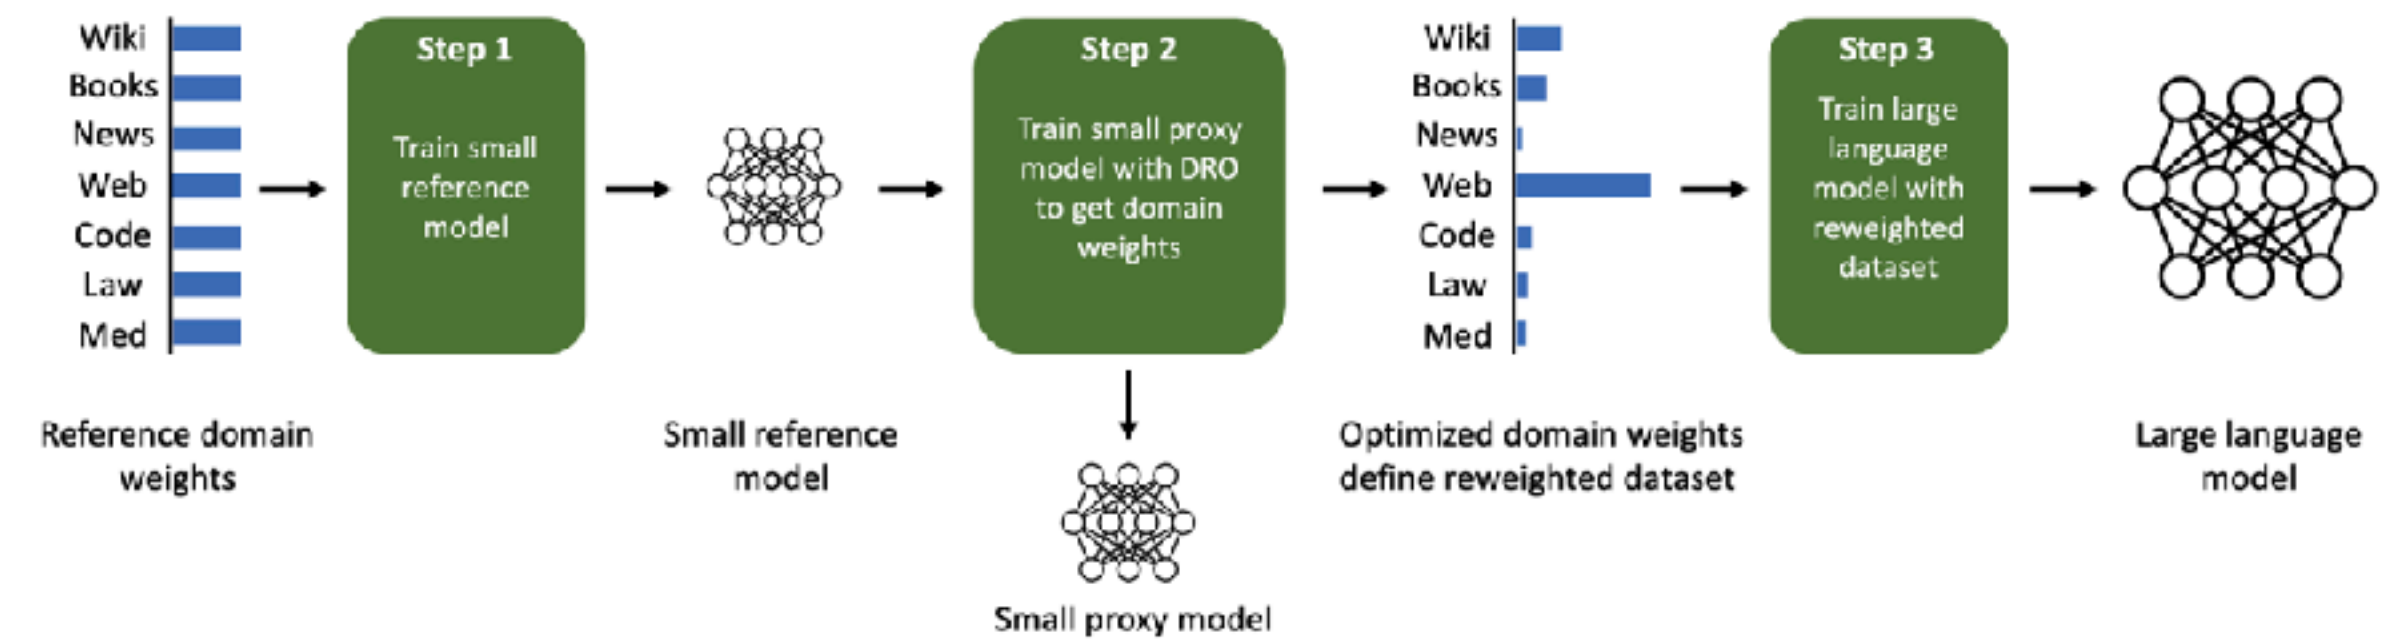 Wiki
Books
News
Web
Code
Law
Med
Reference domain
weights
Step 1
Train small
reference
model
Small reference
model
Step 2
Train small proxy
model with DRO
to get domain
weights
Small proxy model
Wiki
Books
News
Web
Code
Law
Med
Optimized domain weights
define reweighted dataset
Step 3
Train large
language
model with
reweighted
dataset
Large language
model